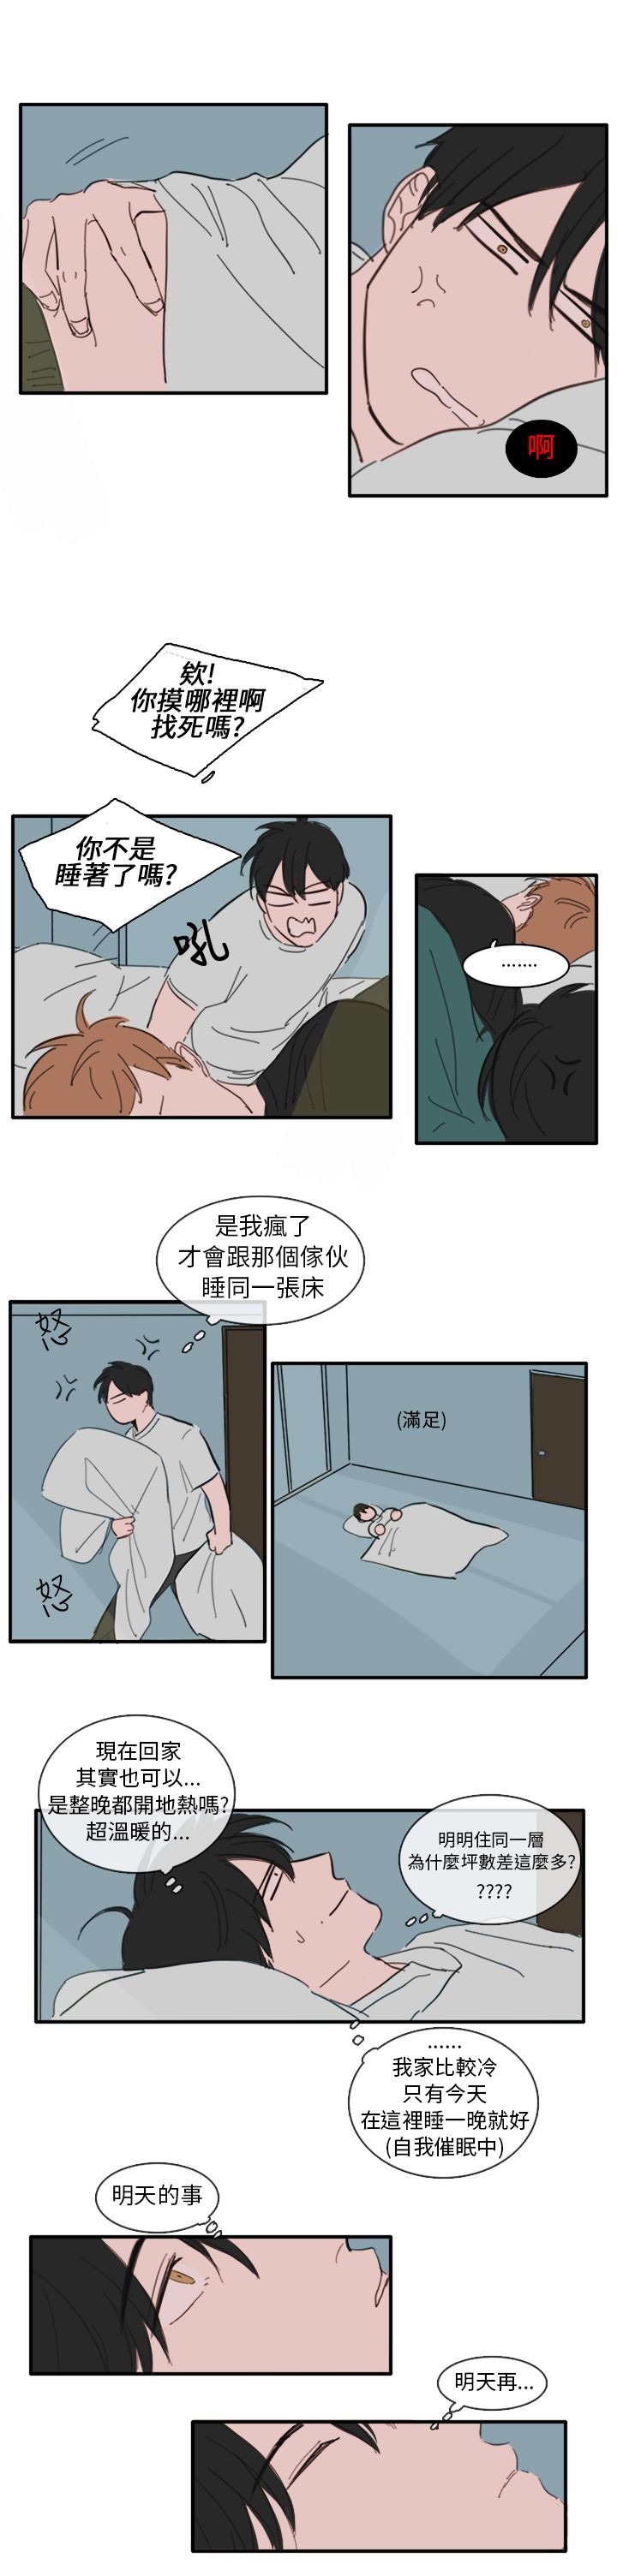 啊
欸!
你摸哪裡啊
找死嗎?
你不是
睡著了嗎?
吼
.......
是我瘋了
才會跟那個傢伙
睡同一張床
怒
怒
(滿足)
現在回家
其實也可以...
是整晚都開地熱嗎?
超溫暖的...
明明住同一層
為什麼坪數差這麼多?
????
......
我家比較冷
只有今天
在這裡睡一晚就好
(自我催眠中)
明天的事
明天再...